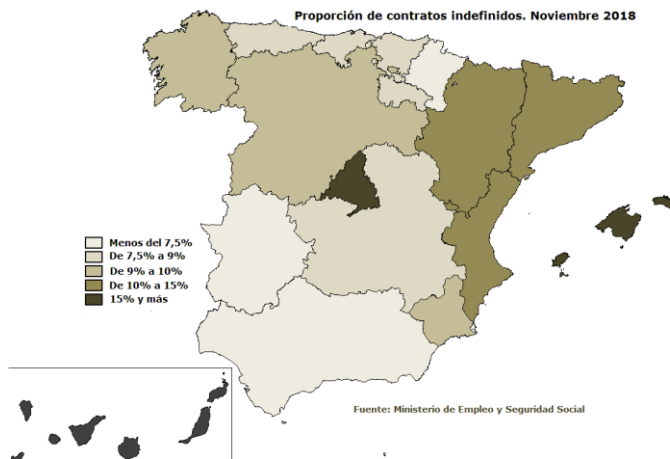 Proporción de contratos indefinidos. Noviembre 2018
Menos del 7,5%
De 7,5% a 9%
De 9% a 10%
De 10% a 15%
15% y más
Fuente: Ministerio de Empleo y Seguridad Social